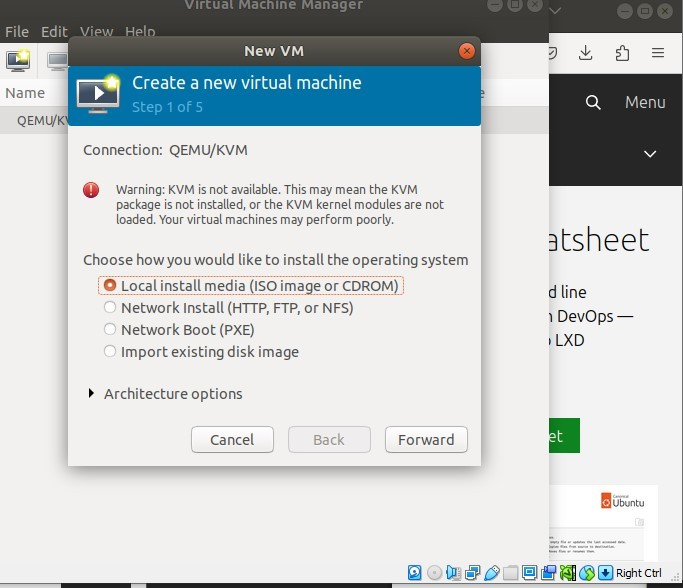 Virtual Machine Manager
File Edit View Help
New VM
Create a new virtual machine
Step 1 of 5
Name
QEMU/KV
Menu
Connection: QEMU/KVM
Warning: KVM is not available. This may mean the KVM
package is not installed, or the KVM kernel modules are not
loaded. Your virtual machines may perform poorly.
Choose how you would like to install the operating system
Local install media (ISO image or CDROM)
Network Install (HTTP, FTP, or NFS)
Network Boot (PXE)
Import existing disk image
Architecture options
Cancel Back Forward
atsheet
d line
DevOps —
LXD
et
Canonical
Ubuntu
Right Ctrl